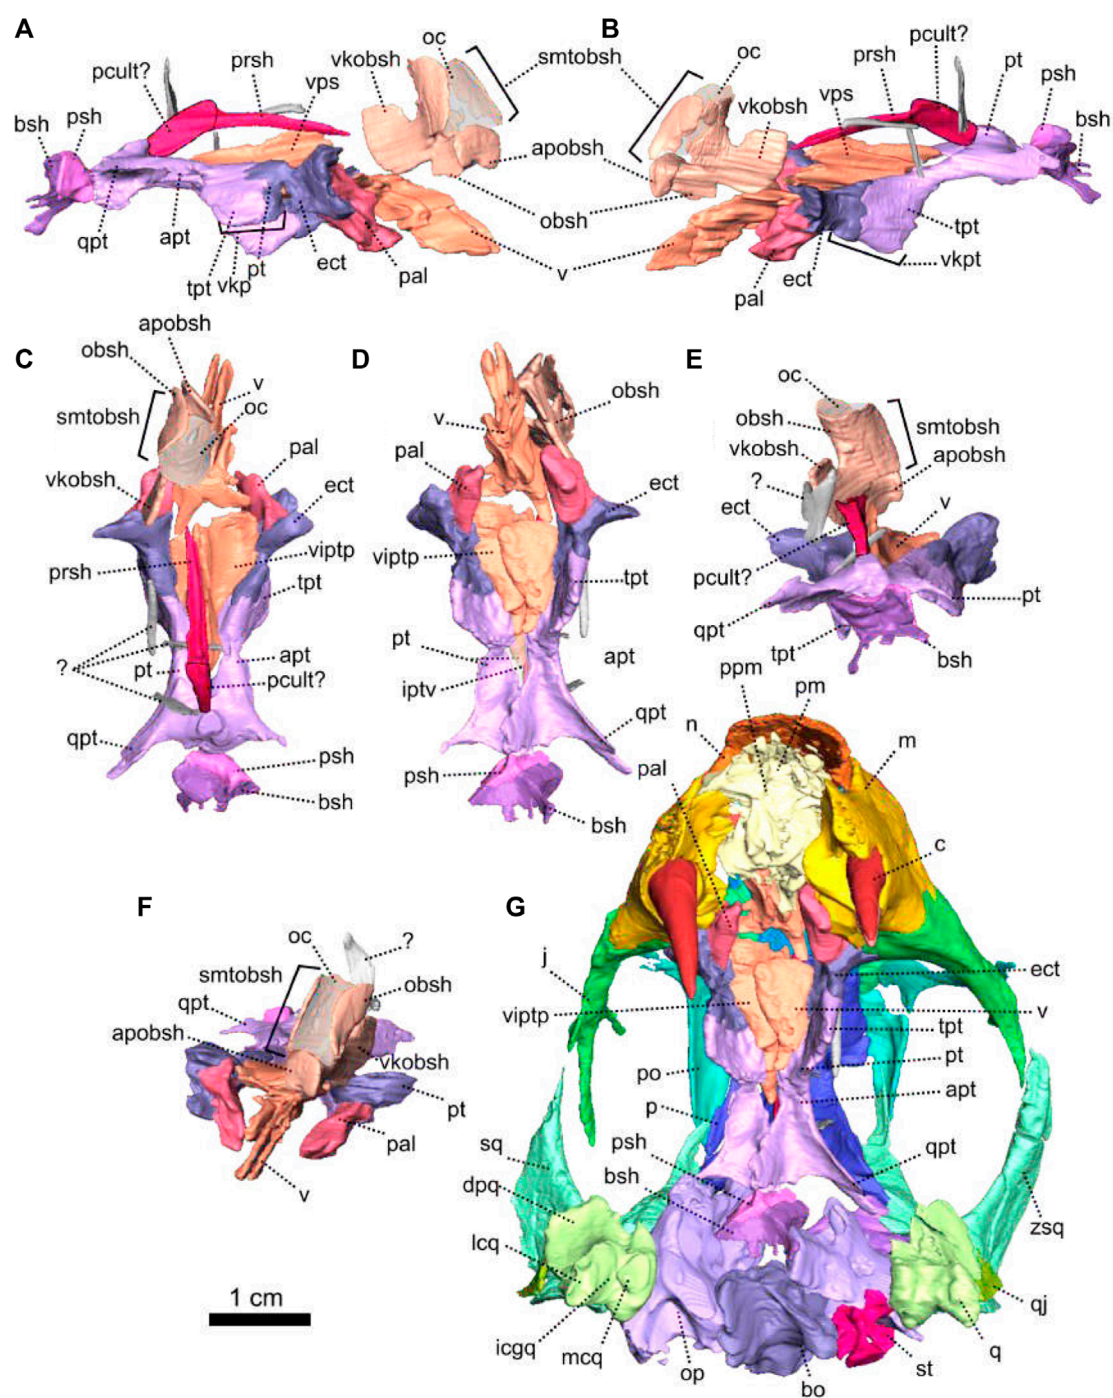 A
pcult?
prsh
vps
vkobsh
oc
smtobsh
bsh
psh
apobsh
obsh
qpt
apt
tpt
vkp
pt
ect
pal
v
B
oc
vkobsh
vps
prsh
pcult?
pt
psh
bsh
tpt
vkpt
ect
pal
C
apobsh
obsh
v
smtobsh
oc
vkobsh
pal
ect
prsh
viptp
tpt
?
pt
apt
pcult?
qpt
psh
bsh
D
v
obsh
pal
ect
viptp
tpt
pt
apt
iptv
qpt
psh
bsh
E
oc
obsh
smtobsh
vkobsh
apobsh
?
ect
v
pcult?
pt
qpt
tpt
bsh
F
oc
?
smtobsh
obsh
qpt
apobsh
vkobsh
pt
pal
v
1 cm
G
ppm
pm
n
m
pal
c
j
ect
viptp
v
tpt
po
pt
p
apt
psh
qpt
sq
bsh
dpq
zsq
lcq
qj
icgq
mcq
op
bo
st
q